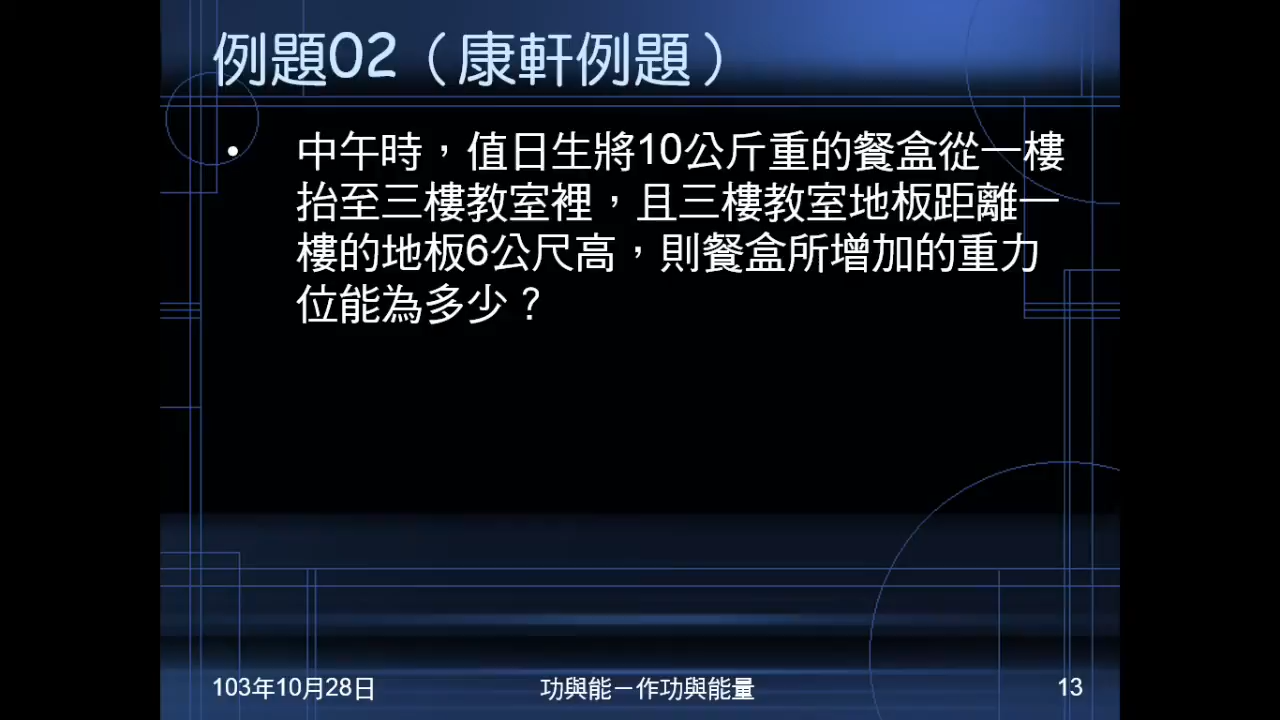 例題02（康軒例題）
• 中午時，值日生將10公斤重的餐盒從一樓
抬至三樓教室裡，且三樓教室地板距離一
樓的地板6公尺高，則餐盒所增加的重力
位能為多少？
103年10月28日
功與能－作功與能量
13